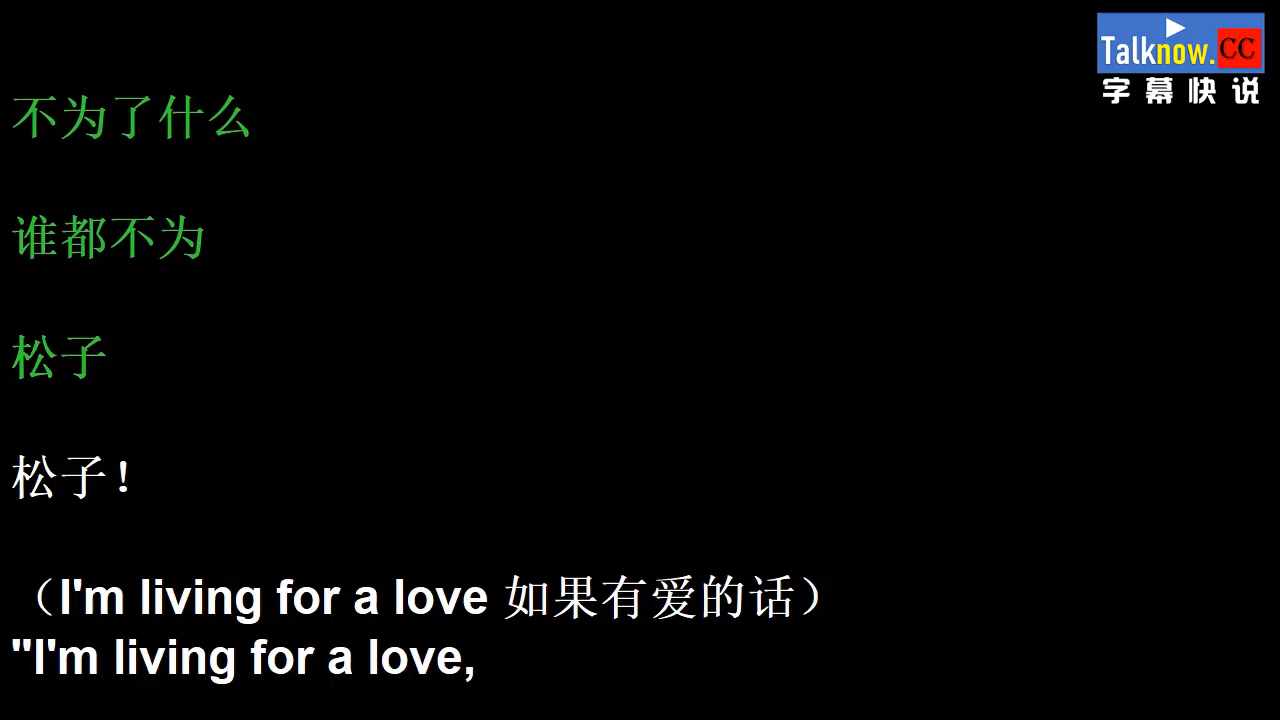 Talknow.CC
字幕快说
不为了什么
谁都不为
松子
松子！
（I'm living for a love 如果有爱的话）
"I'm living for a love,